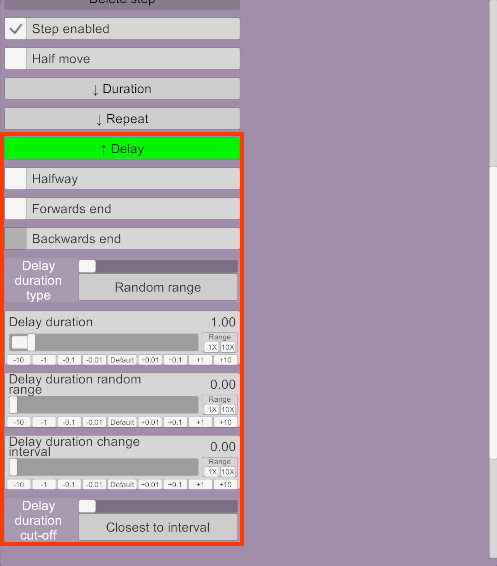 Delete step
Step enabled
Half move
↓ Duration
↓ Repeat
↑ Delay
Halfway
Forwards end
Backwards end
Delay
duration
type
Random range
Delay duration
1.00
Range
.1X 10X
-10 -1 -0.1 -0.01 Default +0.01 +0.1 +1 +10
Delay duration random
range
0.00
Range
.1X 10X
-10 -1 -0.1 -0.01 Default +0.01 +0.1 +1 +10
Delay duration change
interval
0.00
Range
.1X 10X
-10 -1 -0.1 -0.01 Default +0.01 +0.1 +1 +10
Delay
duration
cut-off
Closest to interval